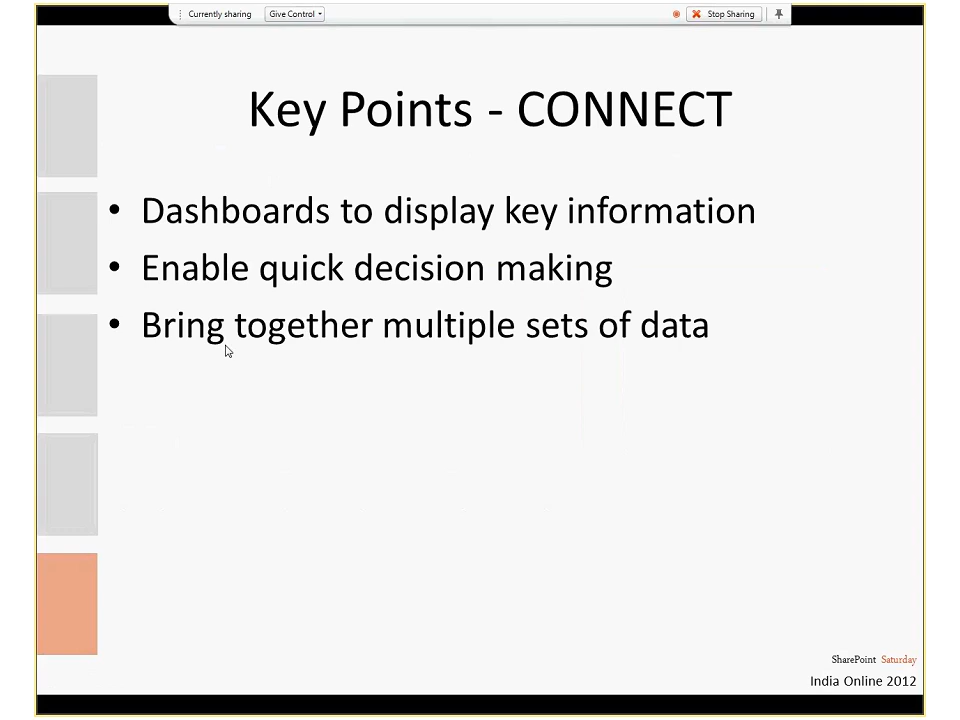 Currently sharing Give Control Stop Sharing
Key Points - CONNECT
• Dashboards to display key information
• Enable quick decision making
• Bring together multiple sets of data
SharePoint Saturday
India Online 2012